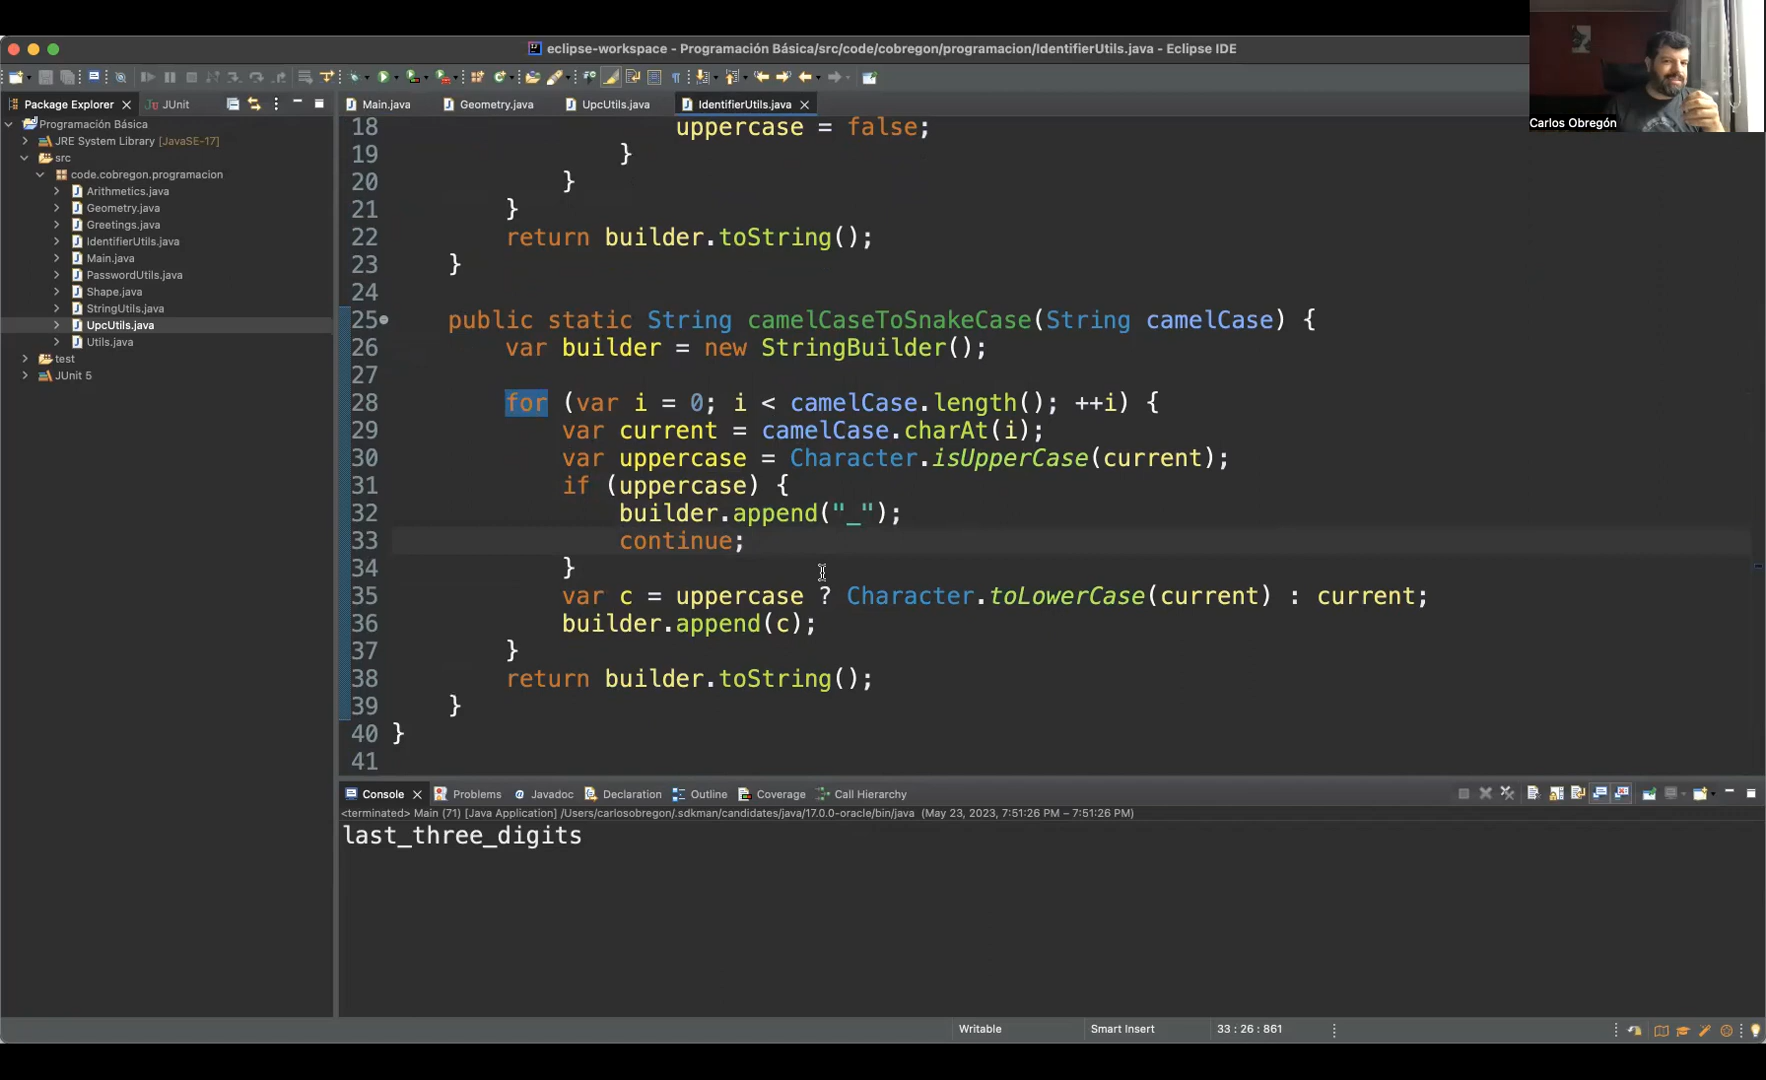 eclipse-workspace - Programación Básica/src/code/cobregon/programacion/IdentifierUtils.java - Eclipse IDE
Carlos Obregón
Package Explorer
JUnit
Main.java
Geometry.java
UpcUtils.java
IdentifierUtils.java
Programación Básica
JRE System Library [JavaSE-17]
src
code.cobregon.programacion
Arithmetics.java
Geometry.java
Greetings.java
IdentifierUtils.java
Main.java
PasswordUtils.java
Shape.java
StringUtils.java
UpcUtils.java
Utils.java
test
JUnit 5
18 uppercase = false;
19 }
20 }
21 }
22 return builder.toString();
23 }
24
25 public static String camelCaseToSnakeCase(String camelCase) {
26 var builder = new StringBuilder();
27
28 for (var i = 0; i < camelCase.length(); ++i) {
29 var current = camelCase.charAt(i);
30 var uppercase = Character.isUpperCase(current);
31 if (uppercase) {
32 builder.append("_");
33 continue;
34 }
35 var c = uppercase ? Character.toLowerCase(current) : current;
36 builder.append(c);
37 }
38 return builder.toString();
39 }
40 }
41
Console
Problems
Javadoc
Declaration
Outline
Coverage
Call Hierarchy
<terminated> Main (71) [Java Application] /Users/carlosobregon/.sdkman/candidates/java/17.0.0-oracle/bin/java (May 23, 2023, 7:51:26 PM – 7:51:26 PM)
last_three_digits
Writable
Smart Insert
33 : 26 : 861